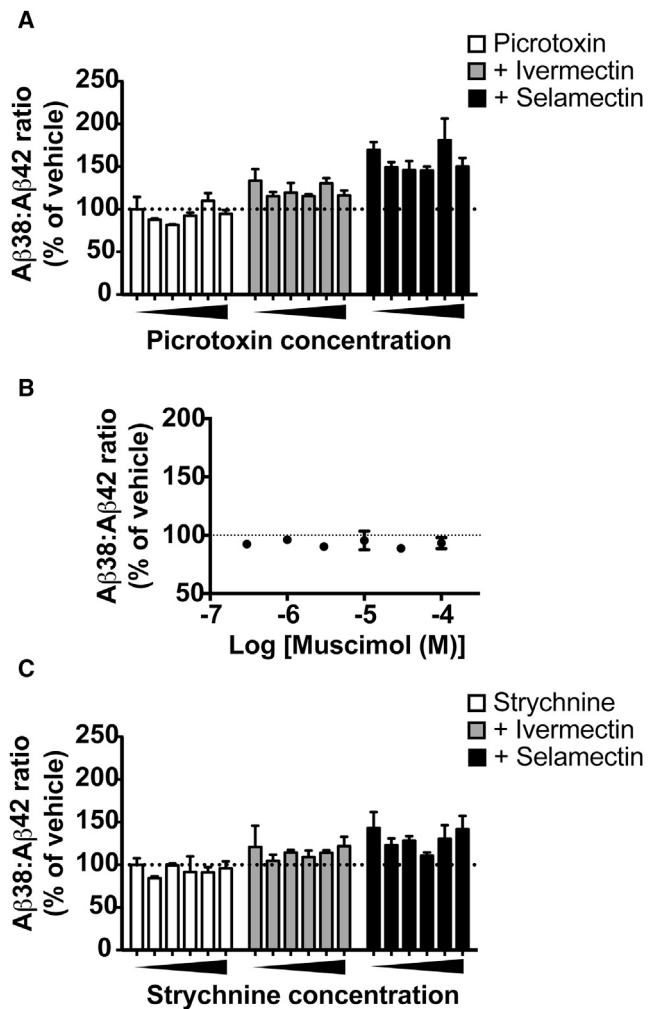 A
Picrotoxin
+ Ivermectin
+ Selamectin
Aβ38:Aβ42 ratio
(% of vehicle)
250
200
150
100
50
0
Picrotoxin concentration
B
Aβ38:Aβ42 ratio
(% of vehicle)
200
150
100
50
-7
-6
-5
-4
Log [Muscimol (M)]
C
Strychnine
+ Ivermectin
+ Selamectin
Aβ38:Aβ42 ratio
(% of vehicle)
250
200
150
100
50
0
Strychnine concentration